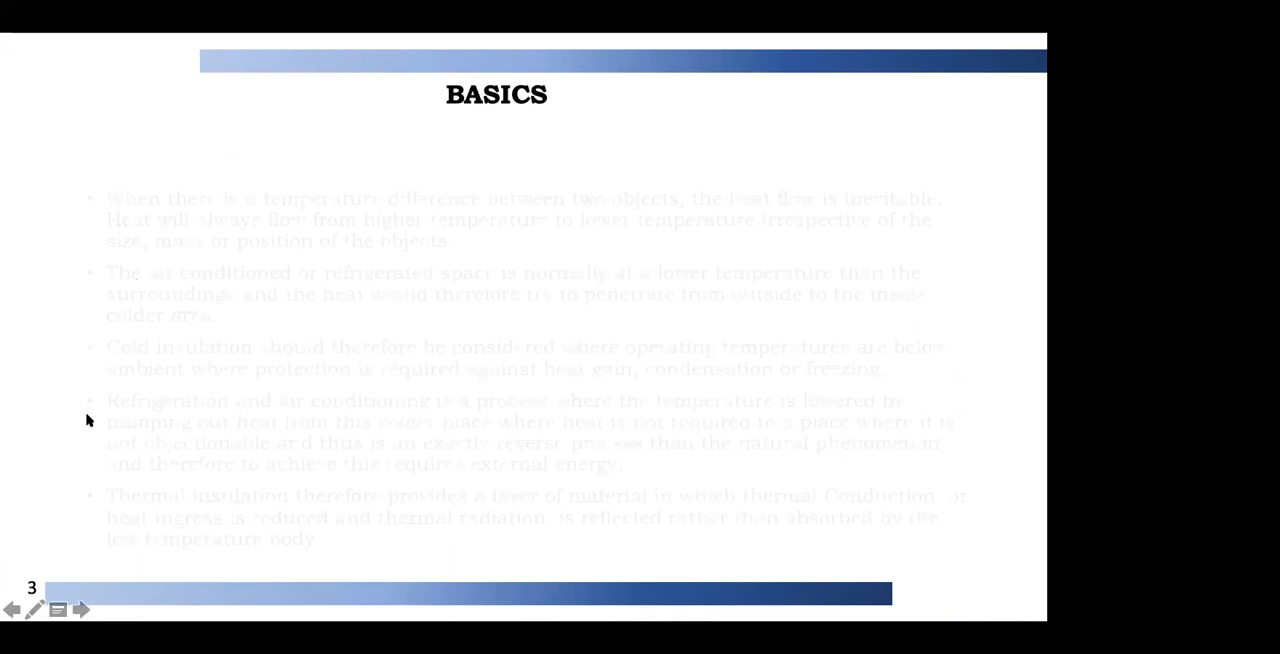 BASICS
• When there is a temperature difference between two objects, the heat flow is inevitable.
Heat will always flow from higher temperature to lower temperature irrespective of the
size, mass or position of the objects.
• The air conditioned or refrigerated space is normally at a lower temperature than the
surroundings and the heat would therefore try to penetrate from outside to the inside
colder area.
• Cold insulation should therefore be considered where operating temperatures are below
ambient where protection is required against heat gain, condensation or freezing.
• Refrigeration and air conditioning is a process where the temperature is lowered by
pumping out heat from this colder place where heat is not required to a place where it is
not objectionable and thus is an exactly reverse process than the natural phenomenon
and therefore to achieve this requires external energy.
• Thermal insulation therefore provides a layer of material in which thermal Conduction or
heat ingress is reduced and thermal radiation is reflected rather than absorbed by the
low temperature body
3